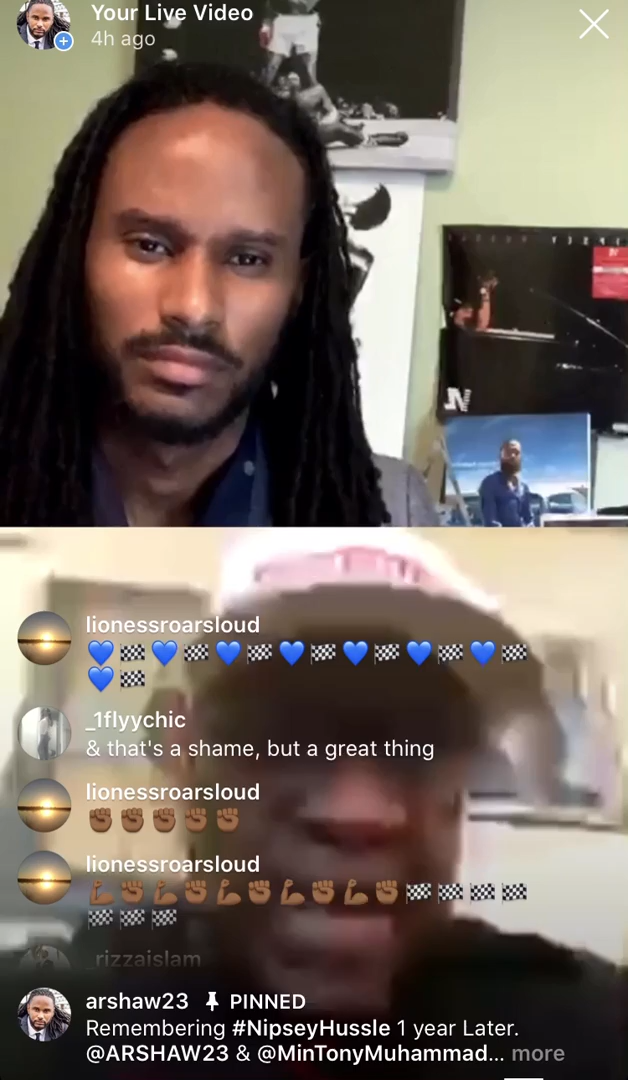 Your Live Video
4h ago
lionessroarsloud
💙🏁💙🏁💙🏁💙🏁💙🏁💙🏁💙🏁
💙🏁
_1flyychic
& that's a shame, but a great thing
lionessroarsloud
✊🏾✊🏾✊🏾✊🏾✊🏾
lionessroarsloud
💪🏾✊🏾💪🏾✊🏾💪🏾✊🏾💪🏾✊🏾💪🏾✊🏾🏁🏁🏁🏁
🏁🏁🏁
_rizzaislam
arshaw23 📌 PINNED
Remembering #NipseyHussle 1 year Later.
@ARSHAW23 & @MinTonyMuhammad... more